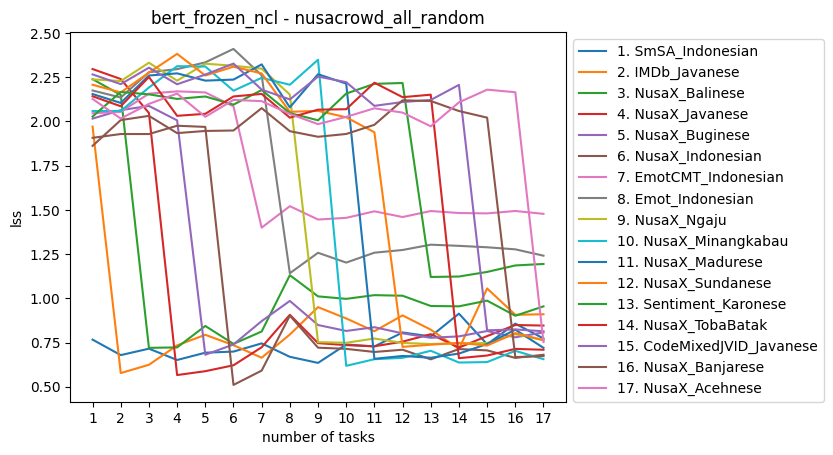 bert_frozen_ncl - nusacrowd_all_random
2.50
2.25
2.00
1.75
1.50
1.25
1.00
0.75
0.50
lss
1 2 3 4 5 6 7 8 9 10 11 12 13 14 15 16 17
number of tasks
1. SmSA_Indonesian
2. IMDb_Javanese
3. NusaX_Balinese
4. NusaX_Javanese
5. NusaX_Buginese
6. NusaX_Indonesian
7. EmotCMT_Indonesian
8. Emot_Indonesian
9. NusaX_Ngaju
10. NusaX_Minangkabau
11. NusaX_Madurese
12. NusaX_Sundanese
13. Sentiment_Karonese
14. NusaX_TobaBatak
15. CodeMixedJVID_Javanese
16. NusaX_Banjarese
17. NusaX_Acehnese